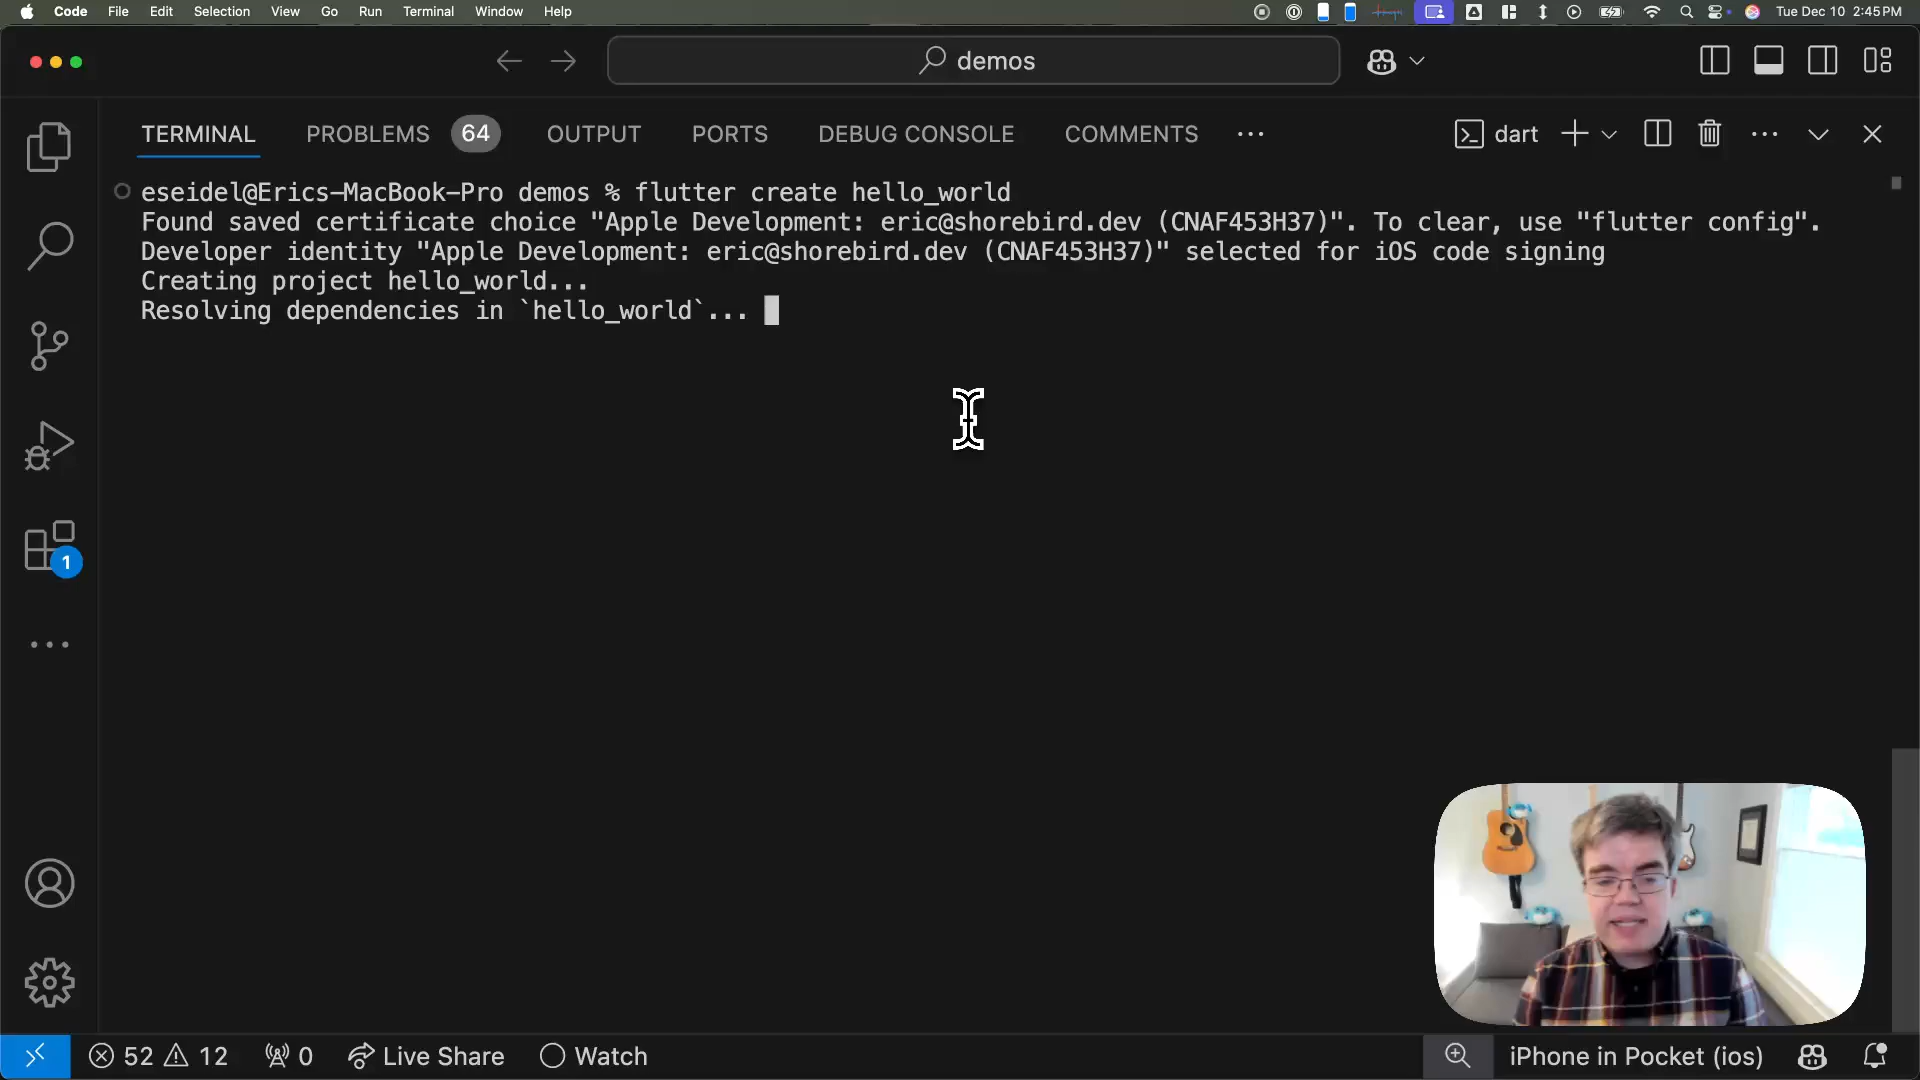 Code File Edit Selection View Go Run Terminal Window Help Tue Dec 10 2:45 PM
demos
TERMINAL PROBLEMS 64 OUTPUT PORTS DEBUG CONSOLE COMMENTS ... dart
eseidel@Erics-MacBook-Pro demos % flutter create hello_world
Found saved certificate choice "Apple Development: eric@shorebird.dev (CNAF453H37)". To clear, use "flutter config".
Developer identity "Apple Development: eric@shorebird.dev (CNAF453H37)" selected for iOS code signing
Creating project hello_world...
Resolving dependencies in `hello_world`...
1
52 12 0 Live Share Watch iPhone in Pocket (ios)